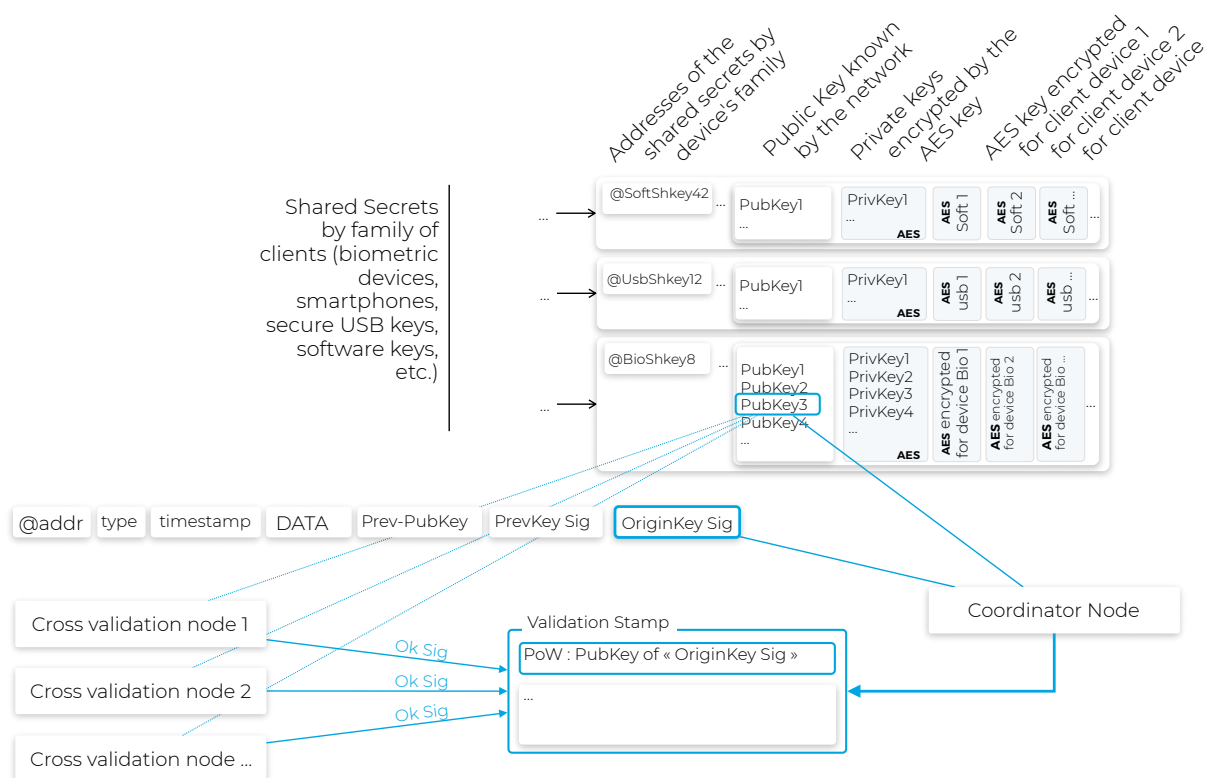 Addresses of the
shared secrets by
device's family
Public Key known
by the network
Private keys
encrypted by the
AES key
AES key encrypted
for client device 1
for client device 2
for client device
Shared Secrets
by family of
clients (biometric
devices,
smartphones,
secure USB keys,
software keys,
etc.)
...
@SoftShkey42
...
PubKey1
...
PrivKey1
...
AES
AES
Soft 1
AES
Soft 2
AES
Soft ...
...
...
@UsbShkey12
...
PubKey1
...
PrivKey1
...
AES
AES
usb 1
AES
usb 2
AES
usb. ...
...
...
@BioShkey8
...
PubKey1
PubKey2
PubKey3
PubKey4
...
PrivKey1
PrivKey2
PrivKey3
PrivKey4
...
AES
AES encrypted
for device Bio 1
AES encrypted
for device Bio 2
AES encrypted
for device Bio ...
...
@addr
type
timestamp
DATA
Prev-PubKey
PrevKey Sig
OriginKey Sig
Cross validation node 1
Cross validation node 2
Cross validation node ...
Ok Sig
Ok Sig
Ok Sig
Validation Stamp
PoW : PubKey of « OriginKey Sig »
...
Coordinator Node